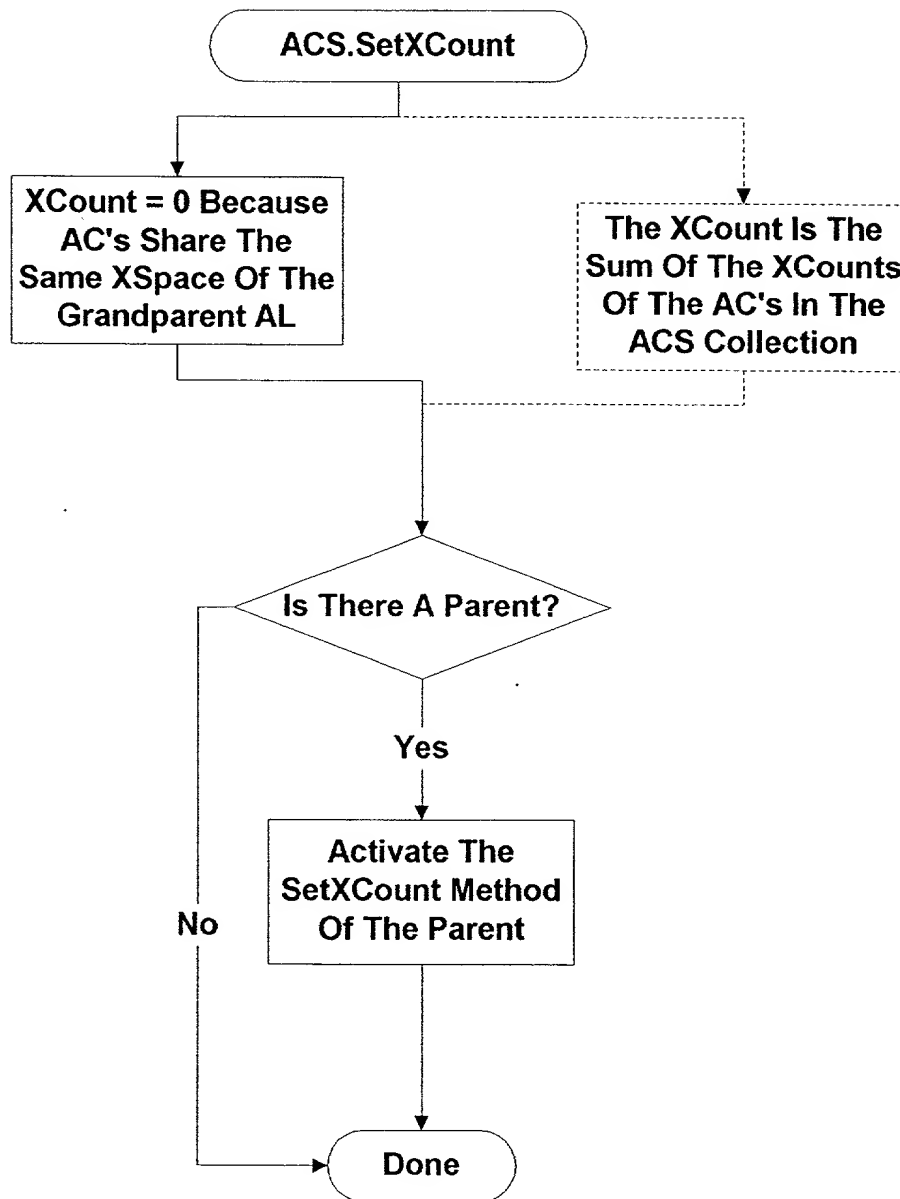 ACS.SetXCount
XCount = 0 Because
AC's Share The
Same XSpace Of The
Grandparent AL
The XCount Is The
Sum Of The XCounts
Of The AC's In The
ACS Collection
Is There A Parent?
Yes
Activate The
SetXCount Method
Of The Parent
No
Done